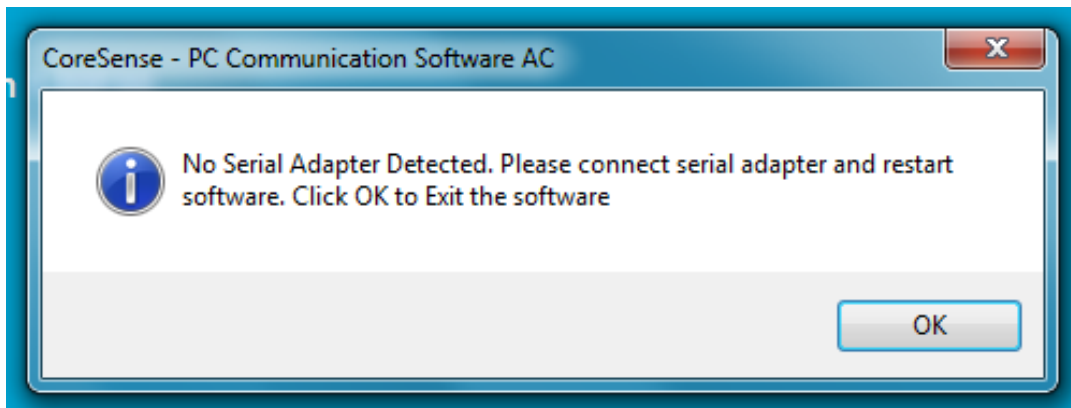 CoreSense - PC Communication Software AC
No Serial Adapter Detected. Please connect serial adapter and restart
software. Click OK to Exit the software
OK